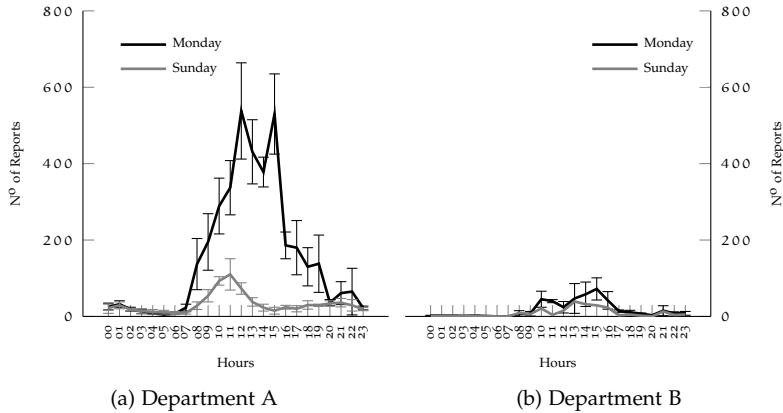 800
600
400
200
0
Nº of Reports
Monday
Sunday
00 01 02 03 04 05 06 07 08 09 10 11 12 13 14 15 16 17 18 19 20 21 22 23
Hours
(a) Department A
Monday
Sunday
800
600
400
200
0
Nº of Reports
00 01 02 03 04 05 06 07 08 09 10 11 12 13 14 15 16 17 18 19 20 21 22 23
Hours
(b) Department B